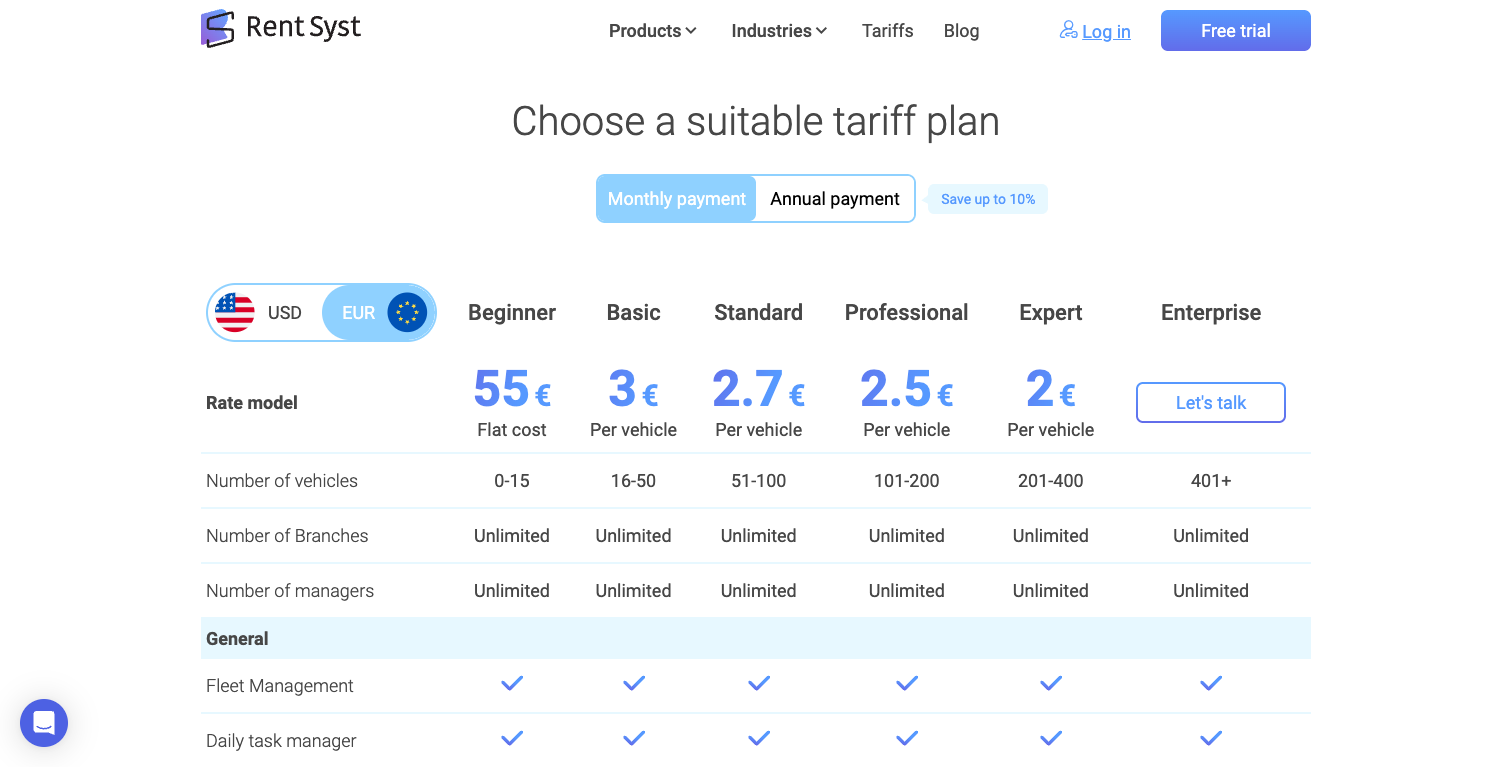 Rent Syst
Products Industries Tariffs Blog Log in Free trial
Choose a suitable tariff plan
Monthly payment Annual payment Save up to 10%
USD EUR Beginner Basic Standard Professional Expert Enterprise
Rate model 55 € 3 € 2.7 € 2.5 € 2 € Let's talk
Flat cost Per vehicle Per vehicle Per vehicle Per vehicle
Number of vehicles 0-15 16-50 51-100 101-200 201-400 401+
Number of Branches Unlimited Unlimited Unlimited Unlimited Unlimited Unlimited
Number of managers Unlimited Unlimited Unlimited Unlimited Unlimited Unlimited
General
Fleet Management
Daily task manager